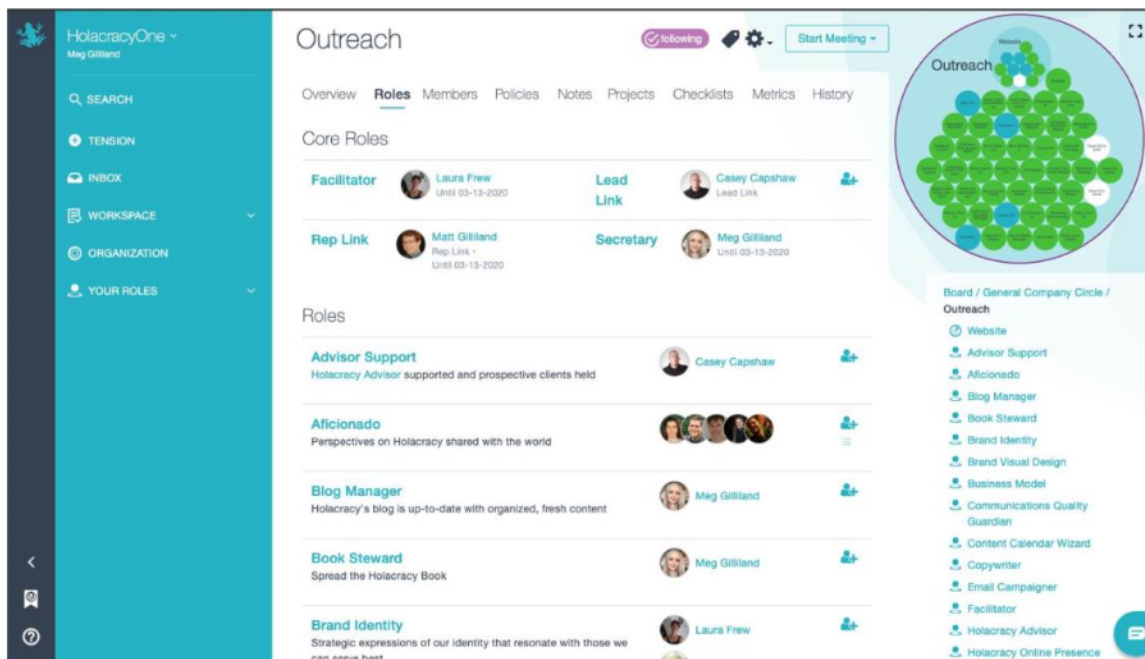 HolacracyOne
Meg Gilliland
SEARCH
TENSION
INBOX
WORKSPACE
ORGANIZATION
YOUR ROLES
Outreach
following
Start Meeting
Overview Roles Members Policies Notes Projects Checklists Metrics History
Core Roles
Facilitator
Laura Frew
Until 03-13-2020
Lead
Link
Casey Capshaw
Lead Link
Rep Link
Matt Gilliland
Rep Link -
Until 03-13-2020
Secretary
Meg Gilliland
Until 03-13-2020
Roles
Advisor Support
Holacracy Advisor supported and prospective clients held
Casey Capshaw
Aficionado
Perspectives on Holacracy shared with the world
Blog Manager
Holacracy's blog is up-to-date with organized, fresh content
Meg Gilliland
Book Steward
Spread the Holacracy Book
Meg Gilliland
Brand Identity
Strategic expressions of our identity that resonate with those we
can serve best
Laura Frew
Website
Outreach
Board / General Company Circle /
Outreach
Website
Advisor Support
Aficionado
Blog Manager
Book Steward
Brand Identity
Brand Visual Design
Business Model
Communications Quality
Guardian
Content Calendar Wizard
Copywriter
Email Campaigner
Facilitator
Holacracy Advisor
Holacracy Online Presence